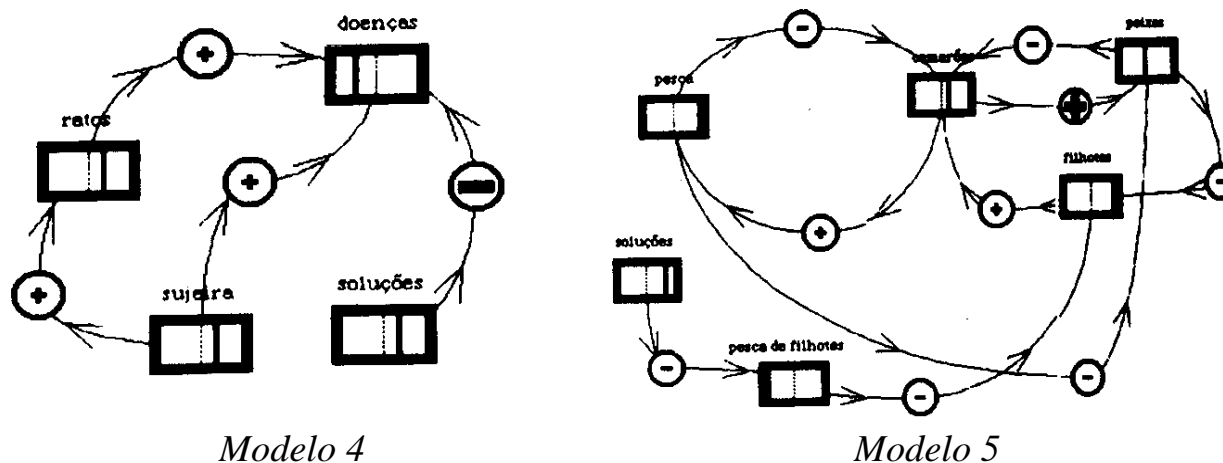 doenças
+
ratos
+
+
sujeira
soluções
Modelo 4
-
-
peixes
camarões
pesca
+
filhotes
-
+
+
soluções
pesca de filhotes
-
-
-
Modelo 5